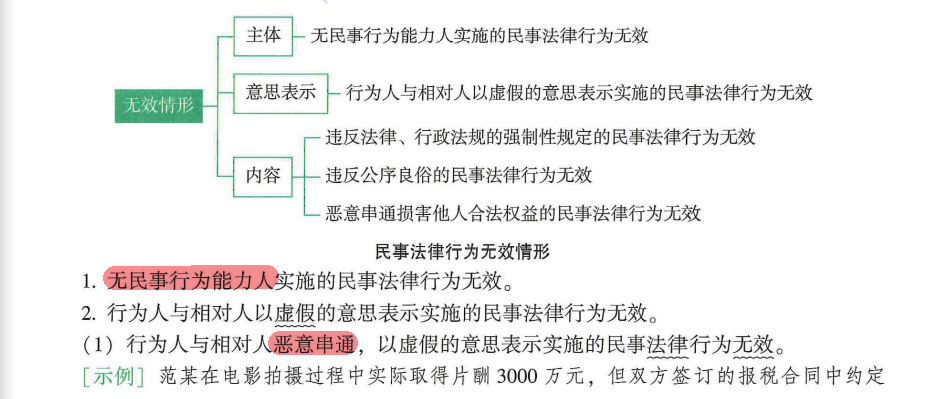 主体
无民事行为能力人实施的民事法律行为无效
无效情形
意思表示
行为人与相对人以虚假的意思表示实施的民事法律行为无效
内容
违反法律、行政法规的强制性规定的民事法律行为无效
违反公序良俗的民事法律行为无效
恶意串通损害他人合法权益的民事法律行为无效
民事法律行为无效情形
1. 无民事行为能力人实施的民事法律行为无效。
2. 行为人与相对人以虚假的意思表示实施的民事法律行为无效。
(1) 行为人与相对人恶意串通，以虚假的意思表示实施的民事法律行为无效。
[示例] 范某在电影拍摄过程中实际取得片酬 3000 万元，但双方签订的报税合同中约定